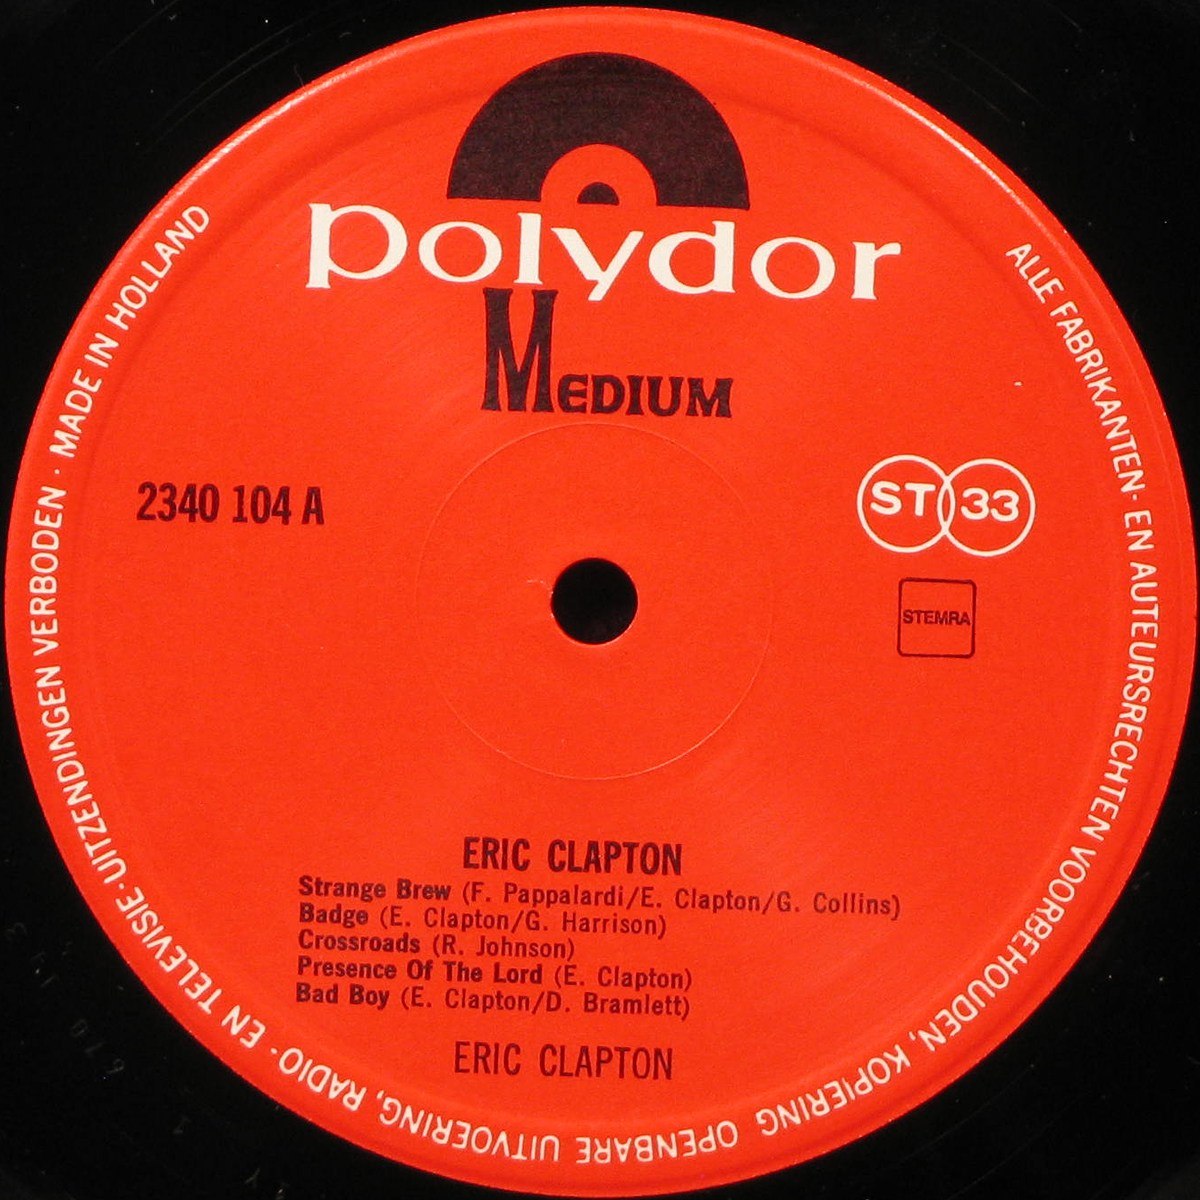 polydor
MEDIUM
2340 104 A
ST 33
STEMRA
ERIC CLAPTON
Strange Brew (F. Pappalardi/E. Clapton/G. Collins)
Badge (E. Clapton/G. Harrison)
Crossroads (R. Johnson)
Presence Of The Lord (E. Clapton)
Bad Boy (E. Clapton/D. Bramlett)
ERIC CLAPTON
ALLE FABRIKANTEN· EN AUTEURSRECHTEN VOORBEHOUDEN, KOPIERING OPENBARE UITVOERING, RADIO· EN TELEVISIE·UITZENDINGEN VERBODEN · MADE IN HOLLAND